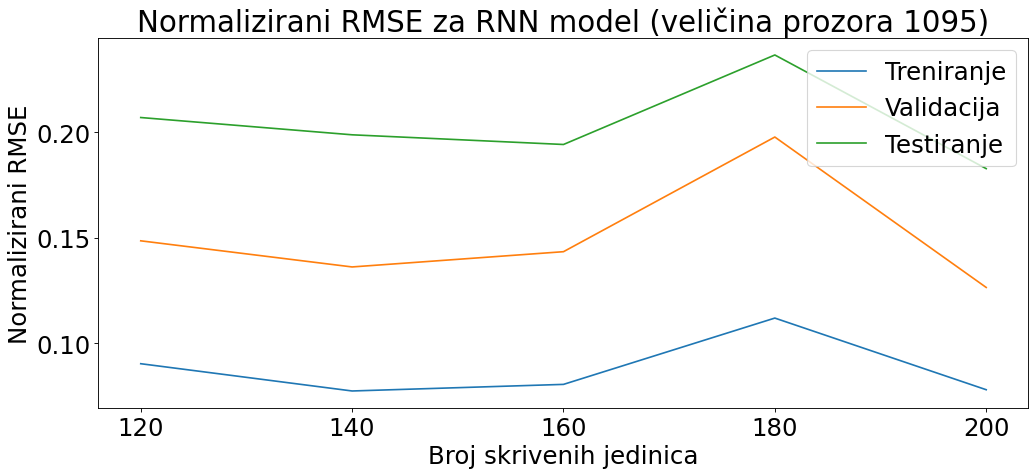 Normalizirani RMSE za RNN model (veličina prozora 1095)
Treniranje
Validacija
Testiranje
Normalizirani RMSE
0.20
0.15
0.10
120 140 160 180 200
Broj skrivenih jedinica